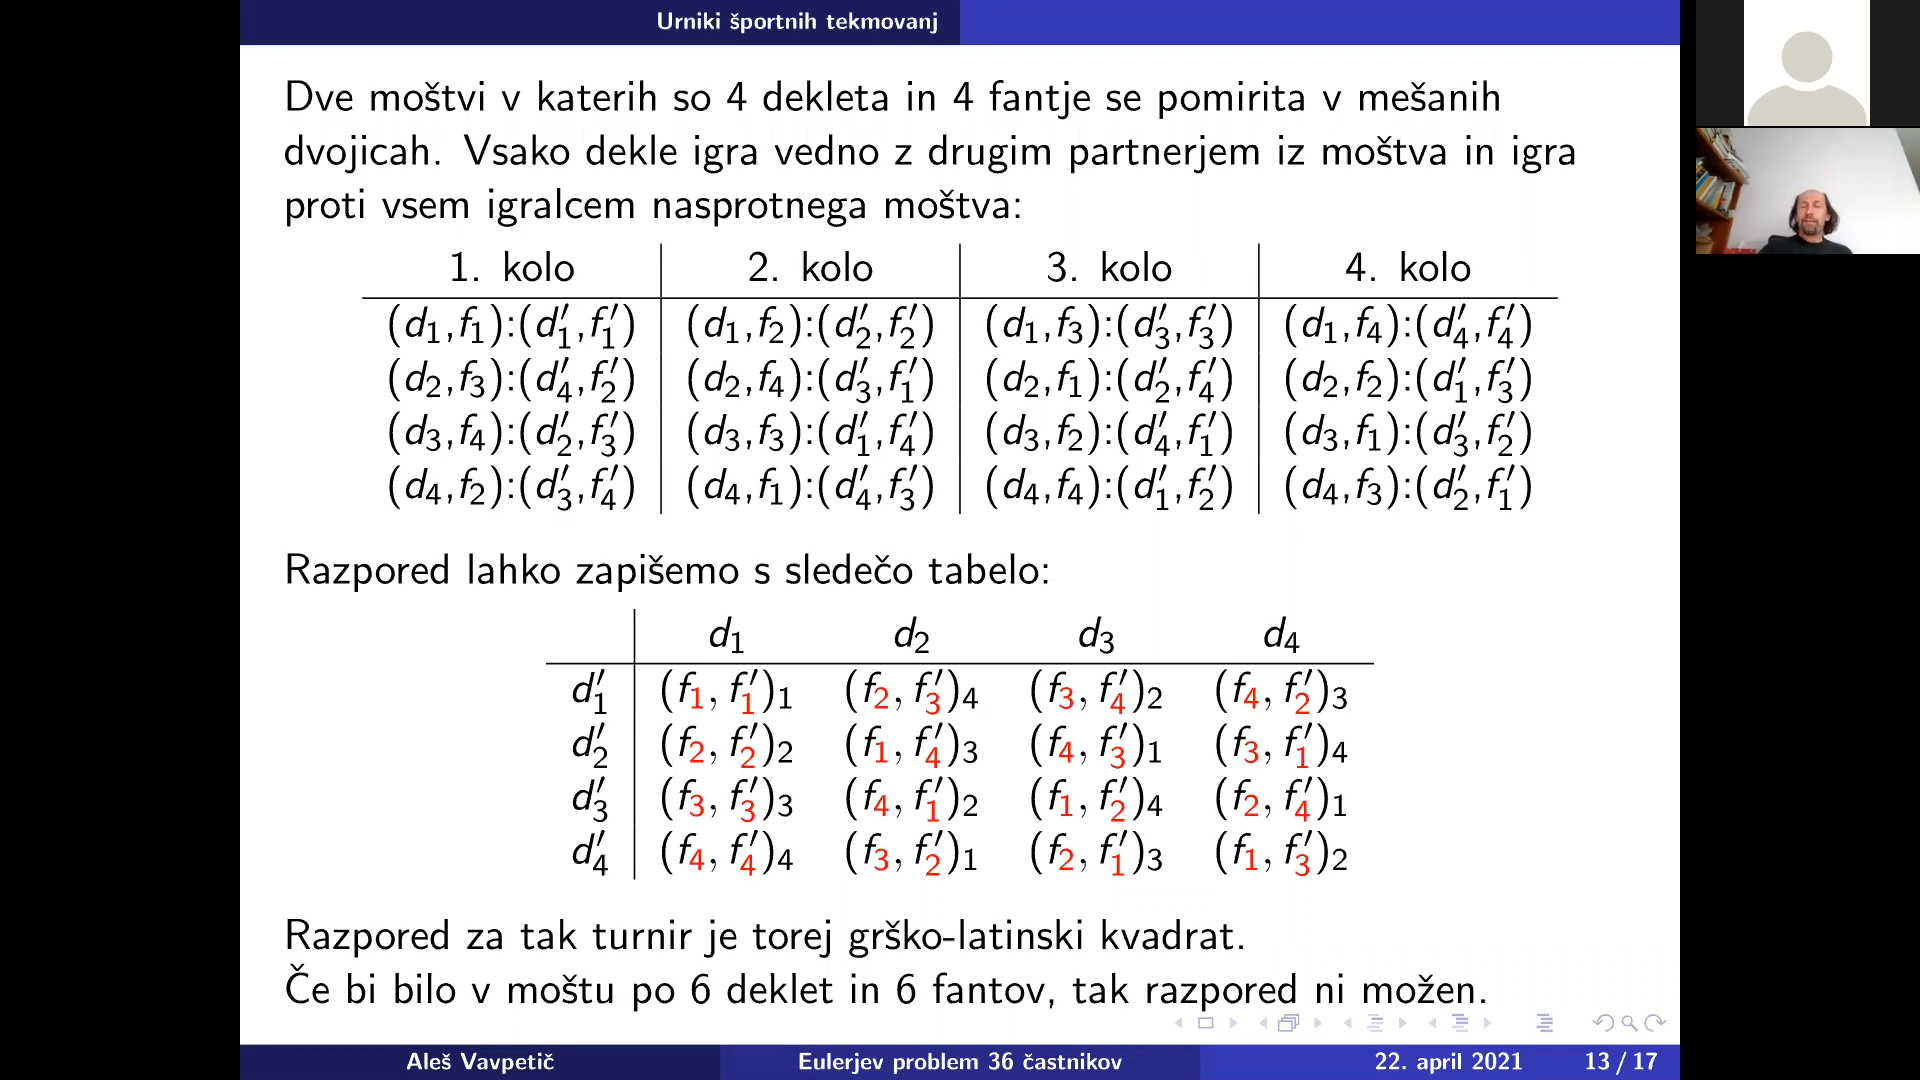 Urniki športnih tekmovanj
Dve moštvi v katerih so 4 dekleta in 4 fantje se pomirita v mešanih
dvojicah. Vsako dekle igra vedno z drugim partnerjem iz moštva in igra
proti vsem igralcem nasprotnega moštva:
1. kolo 2. kolo 3. kolo 4. kolo
(d₁,f₁):(d′₁,f′₁) (d₁,f₂):(d′₂,f′₂) (d₁,f₃):(d′₃,f′₃) (d₁,f₄):(d′₄,f′₄)
(d₂,f₃):(d′₄,f′₂) (d₂,f₄):(d′₃,f′₁) (d₂,f₁):(d′₂,f′₄) (d₂,f₂):(d′₁,f′₃)
(d₃,f₄):(d′₂,f′₃) (d₃,f₃):(d′₁,f′₄) (d₃,f₂):(d′₄,f′₁) (d₃,f₁):(d′₃,f′₂)
(d₄,f₂):(d′₃,f′₄) (d₄,f₁):(d′₄,f′₃) (d₄,f₄):(d′₁,f′₂) (d₄,f₃):(d′₂,f′₁)
Razpored lahko zapišemo s sledečo tabelo:
d₁ d₂ d₃ d₄
d′₁ (f₁, f′₁)₁ (f₂, f′₃)₄ (f₃, f′₄)₂ (f₄, f′₂)₃
d′₂ (f₂, f′₂)₂ (f₁, f′₄)₃ (f₄, f′₃)₁ (f₃, f′₁)₄
d′₃ (f₃, f′₃)₃ (f₄, f′₁)₂ (f₁, f′₂)₄ (f₂, f′₄)₁
d′₄ (f₄, f′₄)₄ (f₃, f′₂)₁ (f₂, f′₁)₃ (f₁, f′₃)₂
Razpored za tak turnir je torej grško-latinski kvadrat.
Če bi bilo v moštu po 6 deklet in 6 fantov, tak razpored ni možen.
Aleš Vavpetič Eulerjev problem 36 častnikov 22. april 2021 13 / 17